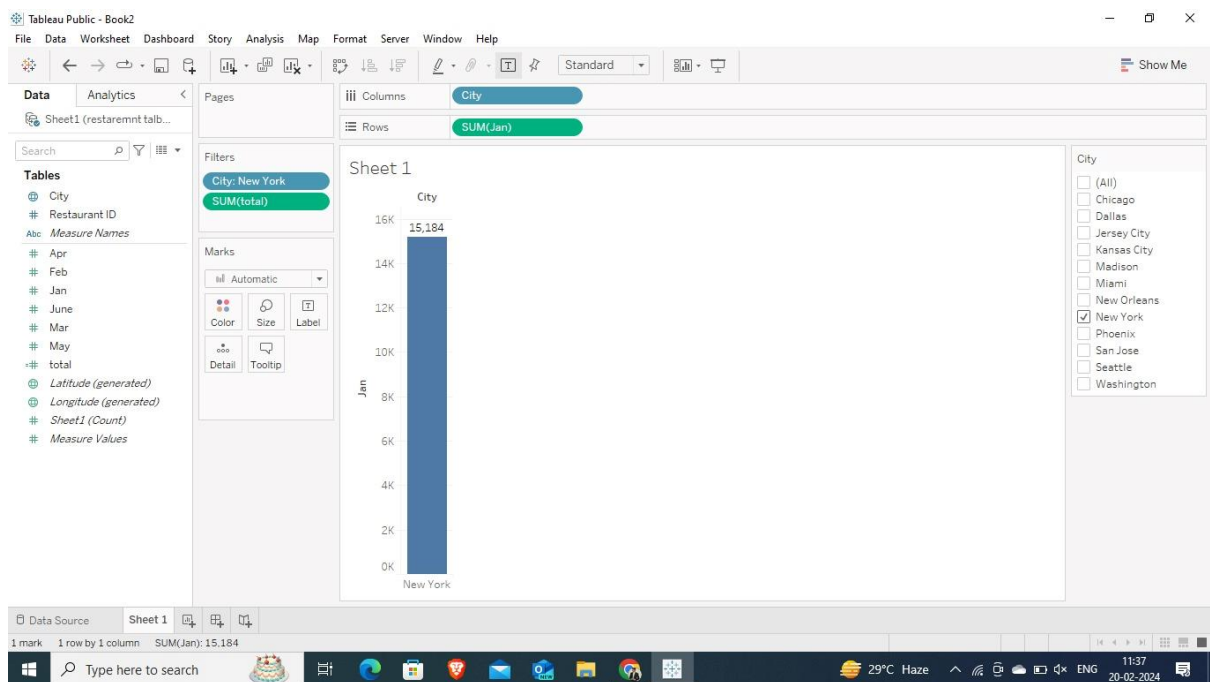 Tableau Public - Book2
File Data Worksheet Dashboard Story Analysis Map Format Server Window Help
Standard
Show Me
Data Analytics
Pages
iii Columns City
Sheet1 (restaremnt talb...
Rows SUM(Jan)
Search
Tables
City
# Restaurant ID
Abc Measure Names
# Apr
# Feb
# Jan
# June
# Mar
# May
=# total
Latitude (generated)
Longitude (generated)
# Sheet1 (Count)
# Measure Values
Filters
City: New York
SUM(total)
Marks
Automatic
Color Size Label
Detail Tooltip
Sheet 1
City
15,184
16K
14K
12K
10K
8K
6K
4K
2K
0K
Jan
New York
City
(All)
Chicago
Dallas
Jersey City
Kansas City
Madison
Miami
New Orleans
New York
Phoenix
San Jose
Seattle
Washington
Data Source Sheet 1
1 mark 1 row by 1 column SUM(Jan): 15,184
Type here to search
29°C Haze
ENG
11:37
20-02-2024